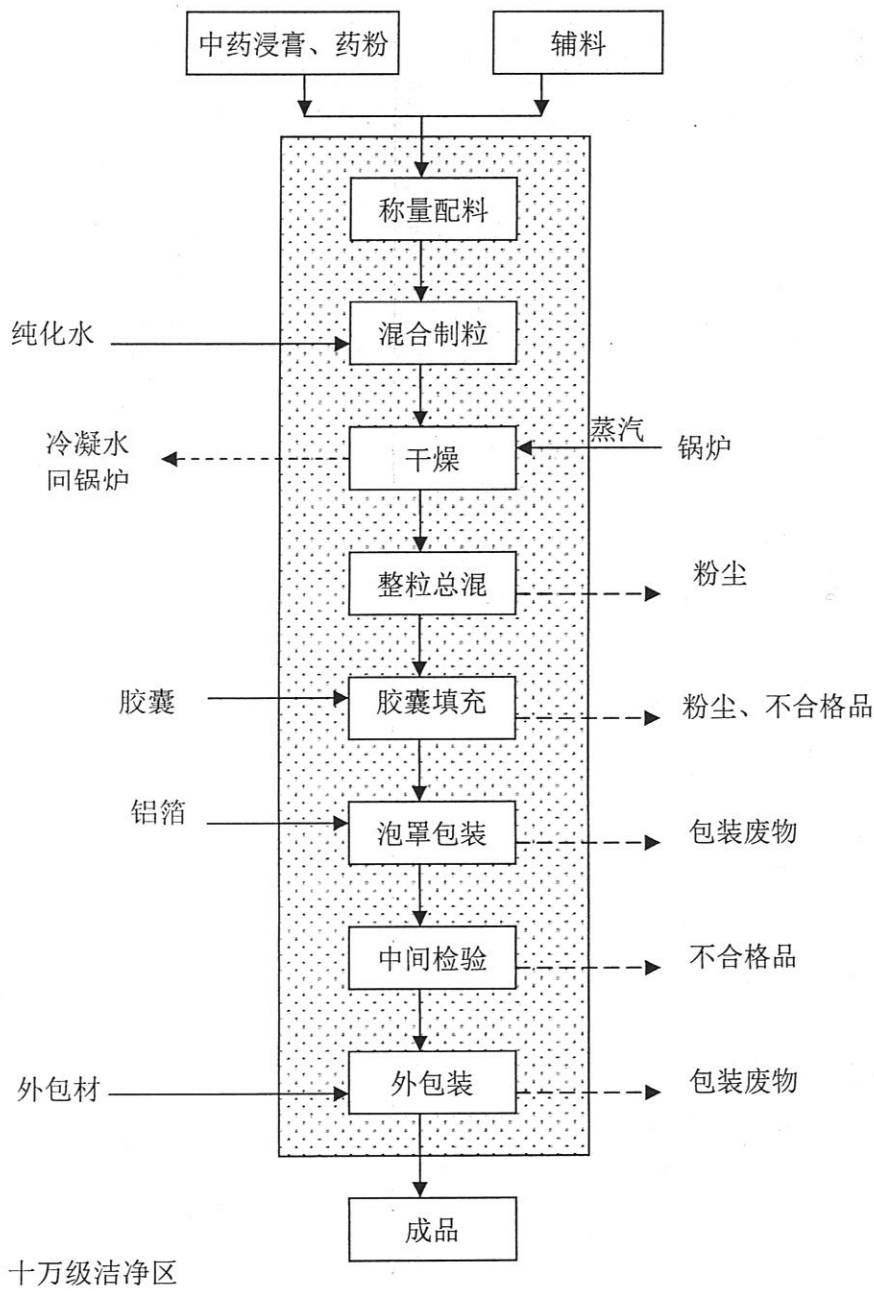 中药浸膏、药粉
辅料
称量配料
纯化水
混合制粒
冷凝水
回锅炉
干燥
蒸汽
锅炉
整粒总混
粉尘
胶囊
胶囊填充
粉尘、不合格品
铝箔
泡罩包装
包装废物
中间检验
不合格品
外包材
外包装
包装废物
成品
十万级洁净区